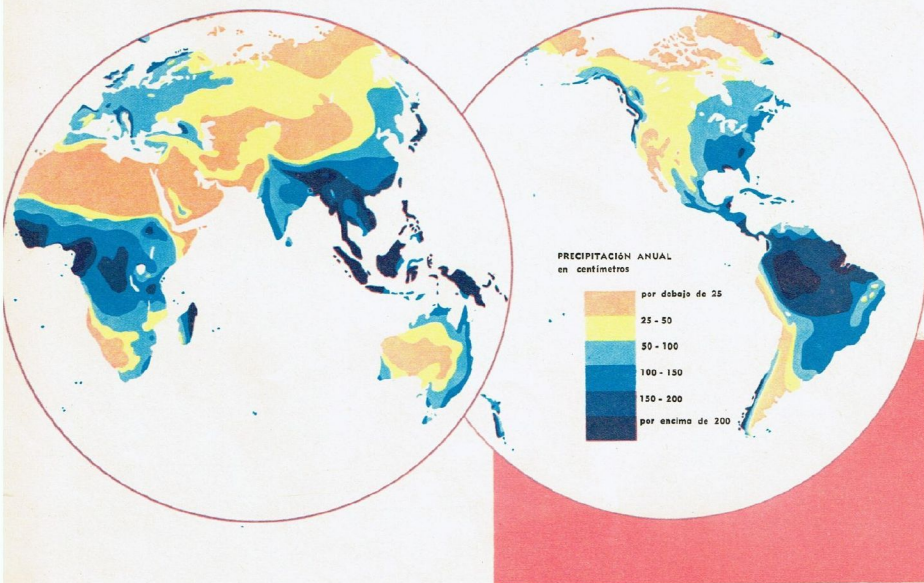 PRECIPITACIÓN ANUAL
en centímetros
por debajo de 25
25 - 50
50 - 100
100 - 150
150 - 200
por encima de 200